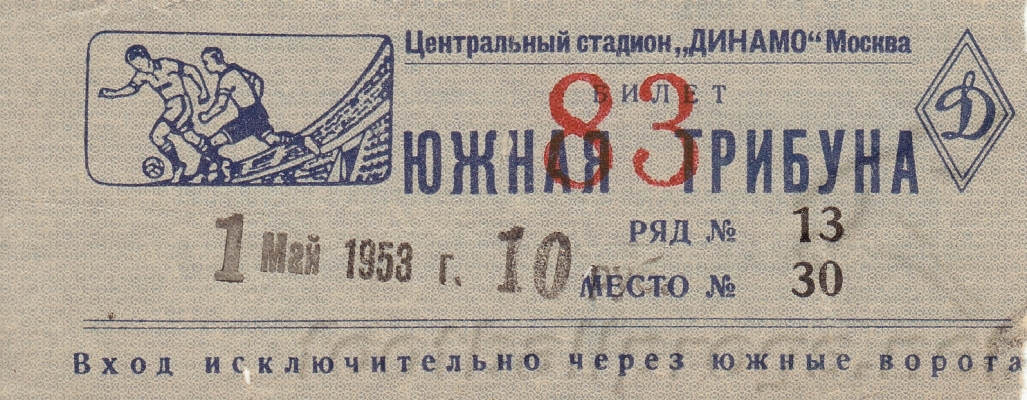 Центральный стадион „ДИНАМО“ Москва
БИЛЕТ
83
ЮЖНАЯ ТРИБУНА
Д
РЯД № 13
1 Май 1953 г. 10 руб
МЕСТО № 30
Вход исключительно через южные ворота